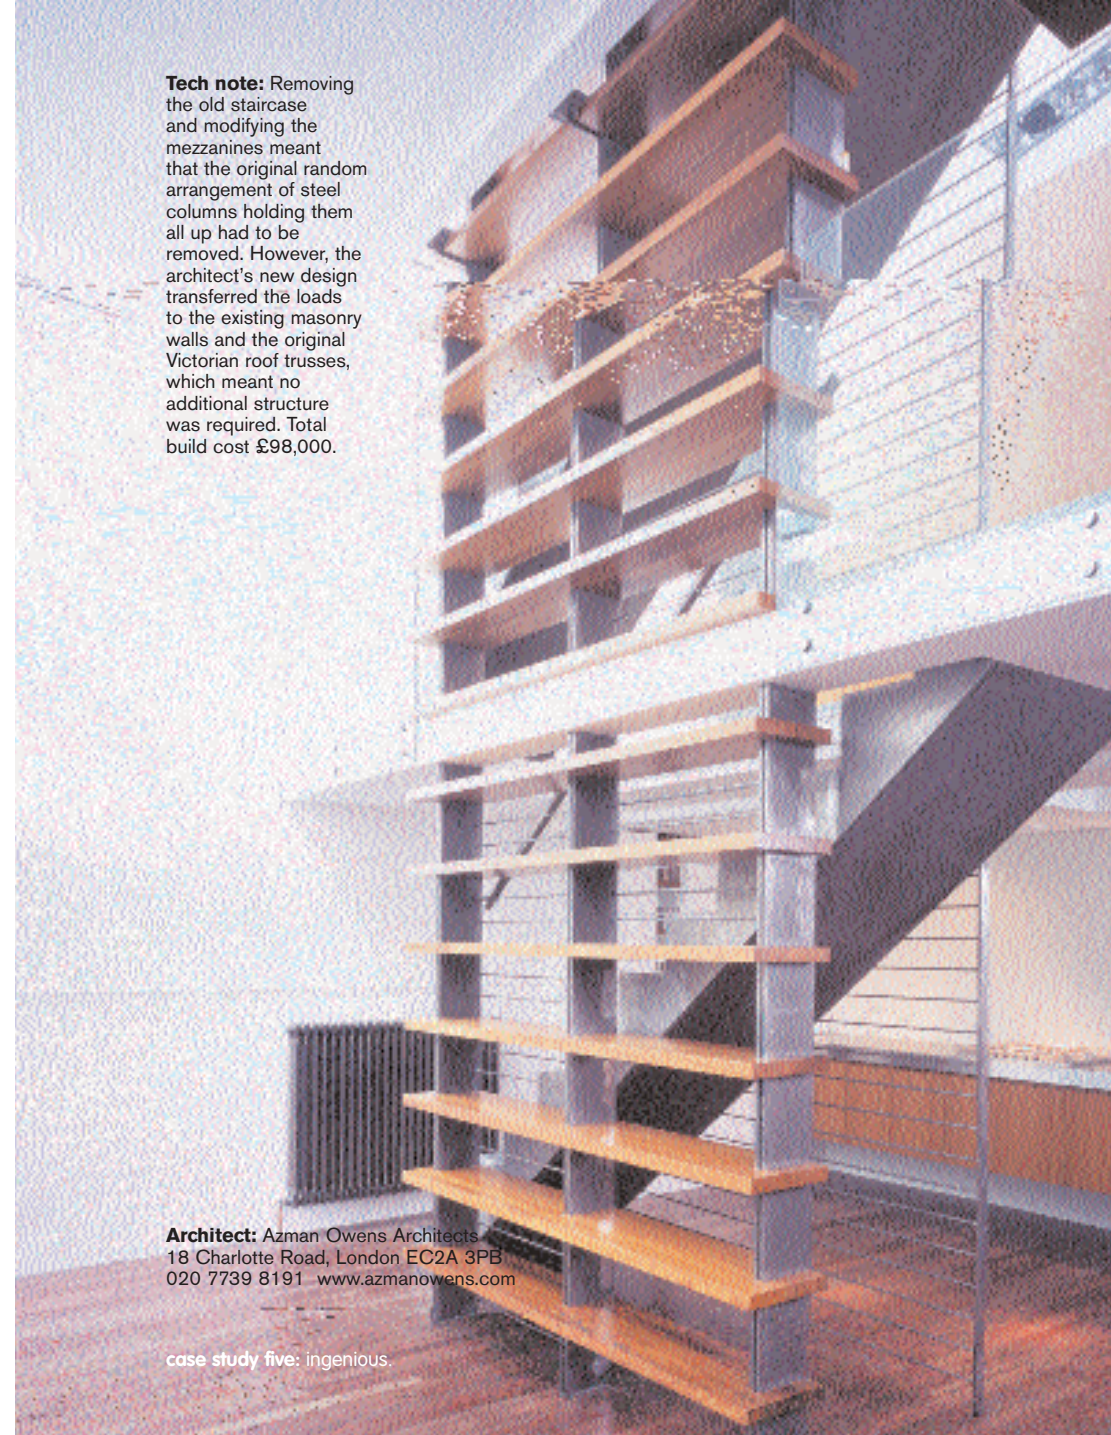 Tech note: Removing
the old staircase
and modifying the
mezzanines meant
that the original random
arrangement of steel
columns holding them
all up had to be
removed. However, the
architect's new design
transferred the loads
to the existing masonry
walls and the original
Victorian roof trusses,
which meant no
additional structure
was required. Total
build cost £98,000.
Architect: Azman Owens Architects
18 Charlotte Road, London EC2A 3PB
020 7739 8191 www.azmanowens.com
case study five: ingenious.